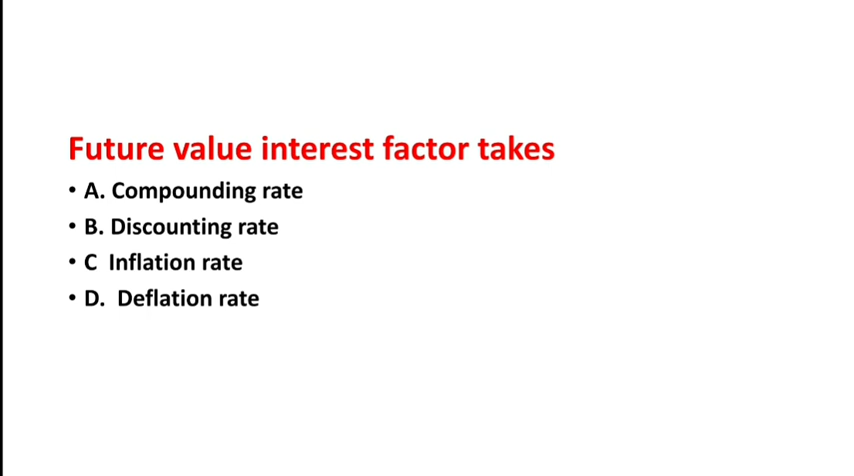 Future value interest factor takes
• A. Compounding rate
• B. Discounting rate
• C  Inflation rate
• D.  Deflation rate